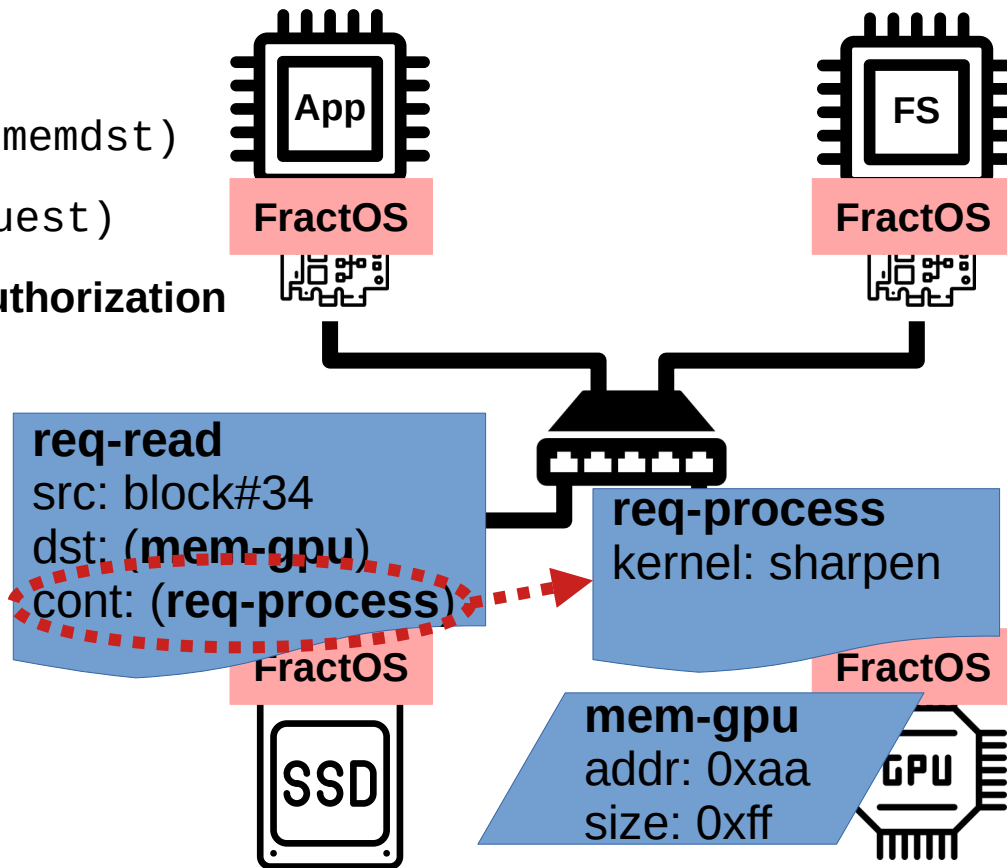 App
FS
memdst)
FractOS
FractOS
uest)
uthorization
req-read
src: block#34
dst: (mem-gpu)
cont: (req-process)
req-process
kernel: sharpen
FractOS
FractOS
mem-gpu
addr: 0xaa
size: 0xff
SSD
GPU